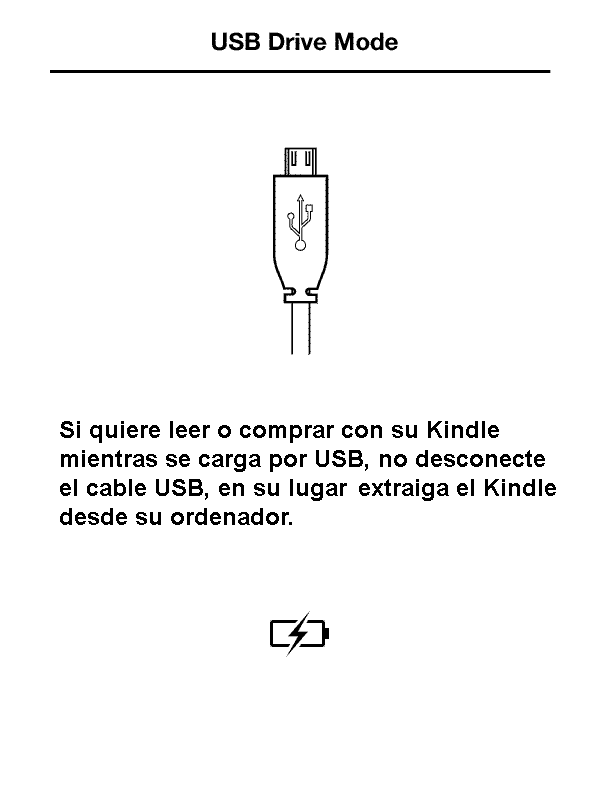 USB Drive Mode
Si quiere leer o comprar con su Kindle
mientras se carga por USB, no desconecte
el cable USB, en su lugar extraiga el Kindle
desde su ordenador.